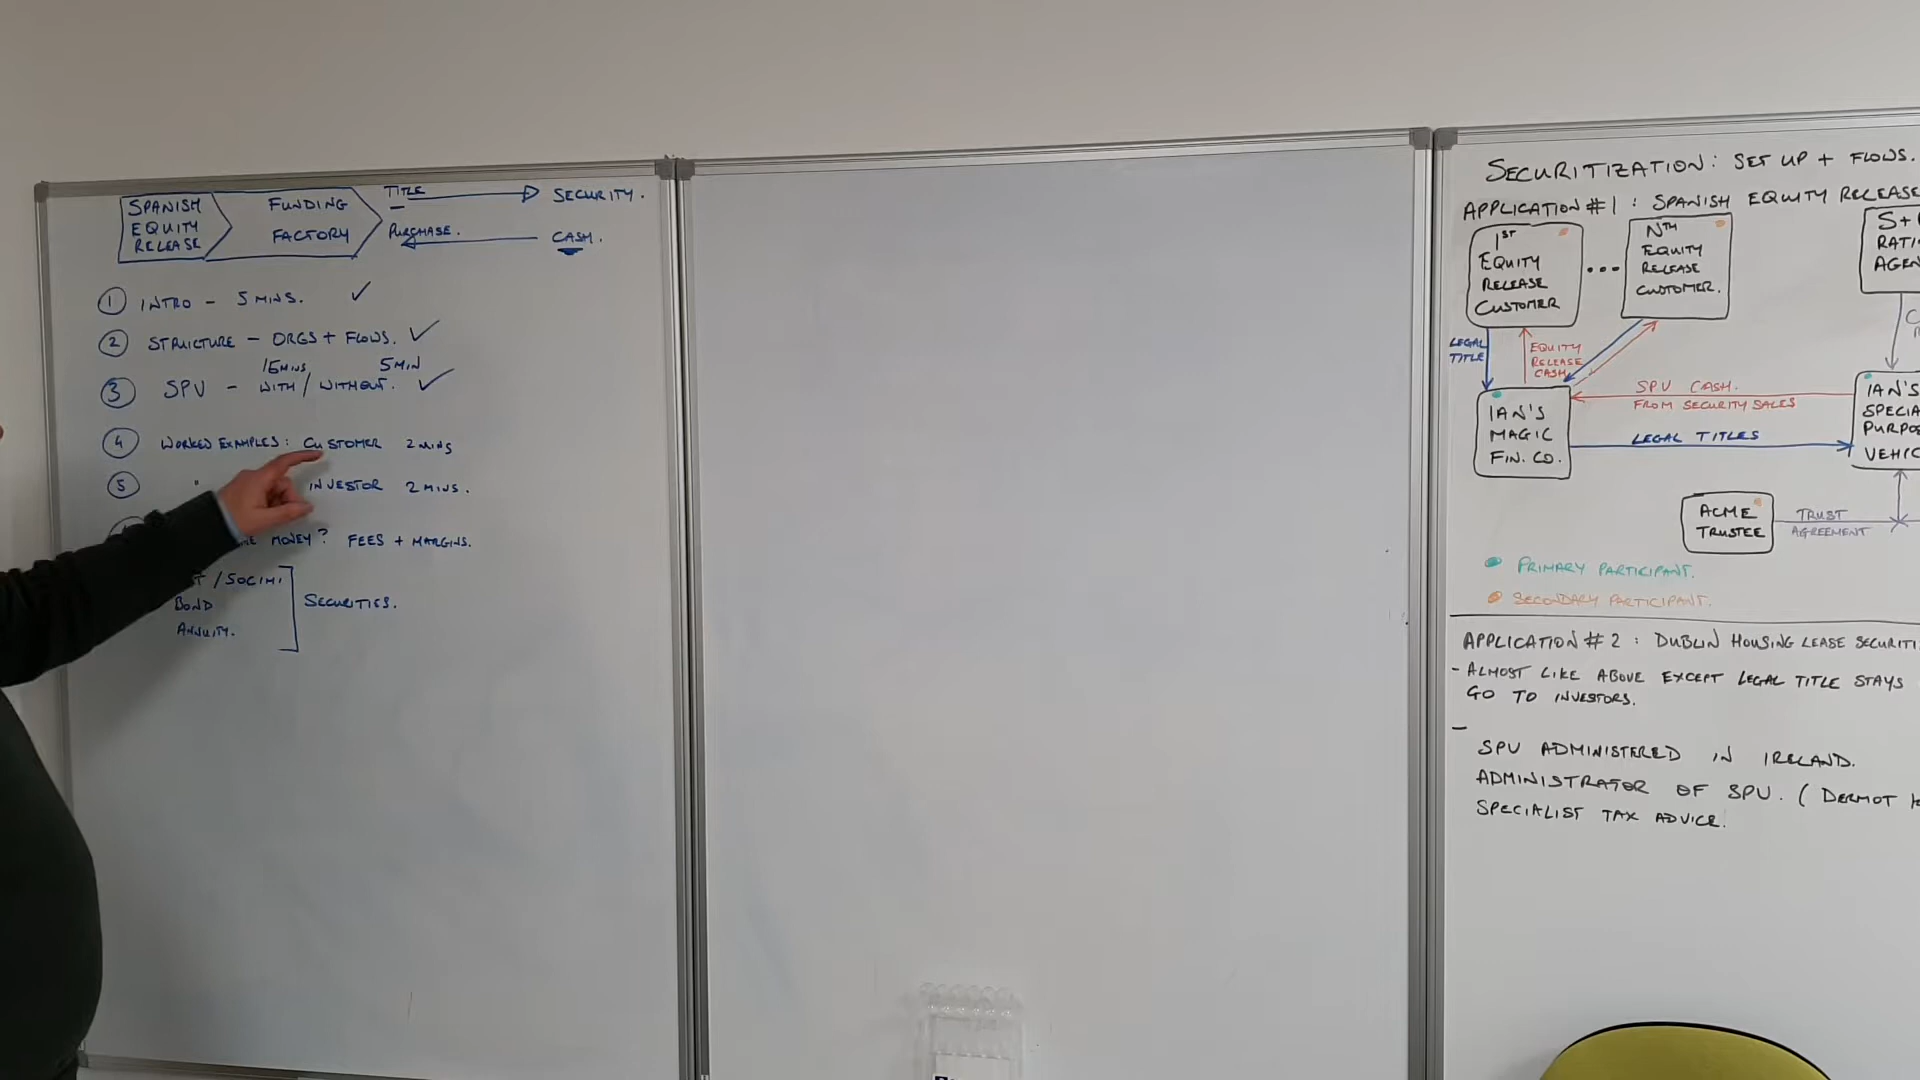 SPANISH
EQUITY
RELEASE
FUNDING
FACTORY
TITLE
SECURITY.
PURCHASE.
CASH.
1 INTRO - 5 MINS. ✓
2 STRUCTURE - ORGS + FLOWS. ✓
15 MINS 5 MIN
3 SPV - WITH / WITHOUT. ✓
4 WORKED EXAMPLES: CUSTOMER 2 MINS
5 " INVESTOR 2 MINS.
MONEY? FEES + MARGINS.
/ SOCIMI
BOND
ANNUITY.
SECURITIES.
SECURITIZATION: SET UP + FLOWS.
APPLICATION #1 : SPANISH EQUITY RELEASE
1ST
EQUITY
RELEASE
CUSTOMER
...
NTH
EQUITY
RELEASE
CUSTOMER.
S+
LEGAL
TITLE
EQUITY
RELEASE
CASH
SPV CASH.
FROM SECURITY SALES
IAN'S
MAGIC
FIN. CO.
LEGAL TITLES
IAN'S
ACME
TRUSTEE
TRUST
AGREEMENT
PRIMARY PARTICIPANT.
SECONDARY PARTICIPANT.
APPLICATION #2 : DUBLIN HOUSING LEASE
- ALMOST LIKE ABOVE EXCEPT LEGAL TITLE STAYS
GO TO INVESTORS.
-
SPV ADMINISTERED IN IRELAND.
ADMINISTRATOR OF SPV. ( DERMOT
SPECIALIST TAX ADVICE.